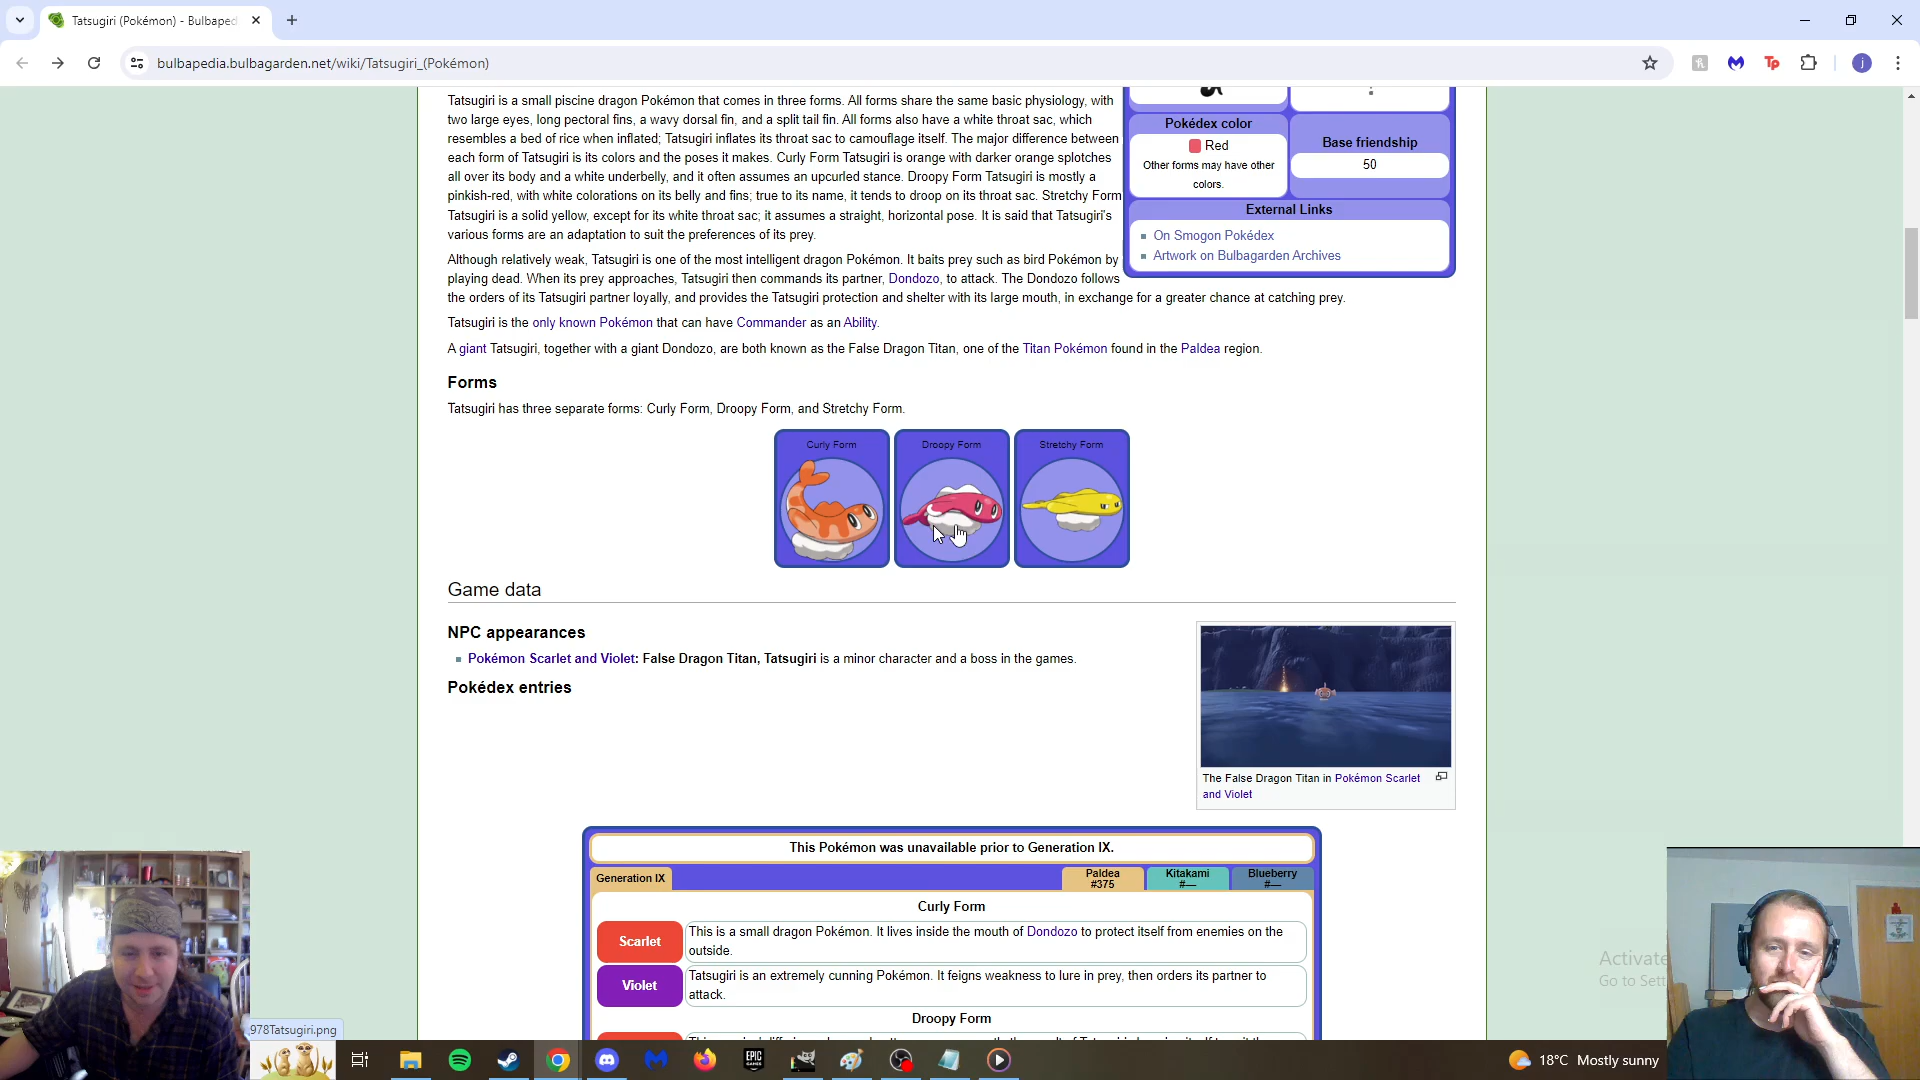 Tatsugiri (Pokémon) - Bulbaped
bulbapedia.bulbagarden.net/wiki/Tatsugiri_(Pokémon)
Tp
j
Tatsugiri is a small piscine dragon Pokémon that comes in three forms. All forms share the same basic physiology, with
two large eyes, long pectoral fins, a wavy dorsal fin, and a split tail fin. All forms also have a white throat sac, which
resembles a bed of rice when inflated; Tatsugiri inflates its throat sac to camouflage itself. The major difference between
each form of Tatsugiri is its colors and the poses it makes. Curly Form Tatsugiri is orange with darker orange splotches
all over its body and a white underbelly, and it often assumes an upcurled stance. Droopy Form Tatsugiri is mostly a
pinkish-red, with white colorations on its belly and fins; true to its name, it tends to droop on its throat sac. Stretchy Form
Tatsugiri is a solid yellow, except for its white throat sac; it assumes a straight, horizontal pose. It is said that Tatsugiri's
various forms are an adaptation to suit the preferences of its prey.
Although relatively weak, Tatsugiri is one of the most intelligent dragon Pokémon. It baits prey such as bird Pokémon by
playing dead. When its prey approaches, Tatsugiri then commands its partner, Dondozo, to attack. The Dondozo follows
the orders of its Tatsugiri partner loyally, and provides the Tatsugiri protection and shelter with its large mouth, in exchange for a greater chance at catching prey.
Tatsugiri is the only known Pokémon that can have Commander as an Ability.
A giant Tatsugiri, together with a giant Dondozo, are both known as the False Dragon Titan, one of the Titan Pokémon found in the Paldea region.
Pokédex color
Red
Other forms may have other
colors.
Base friendship
50
External Links
On Smogon Pokédex
Artwork on Bulbagarden Archives
Forms
Tatsugiri has three separate forms: Curly Form, Droopy Form, and Stretchy Form.
Curly Form
Droopy Form
Stretchy Form
Game data
NPC appearances
Pokémon Scarlet and Violet: False Dragon Titan, Tatsugiri is a minor character and a boss in the games.
Pokédex entries
The False Dragon Titan in Pokémon Scarlet
and Violet
This Pokémon was unavailable prior to Generation IX.
Generation IX
Paldea
#375
Kitakami
#—
Blueberry
#—
Curly Form
Scarlet
This is a small dragon Pokémon. It lives inside the mouth of Dondozo to protect itself from enemies on the
outside.
Violet
Tatsugiri is an extremely cunning Pokémon. It feigns weakness to lure in prey, then orders its partner to
attack.
Droopy Form
Activate
Go to Sett
978Tatsugiri.png
EPIC
GAMES
18°C Mostly sunny